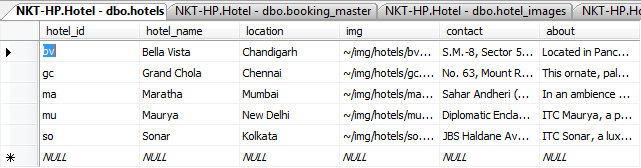 NKT-HP.Hotel - dbo.hotels NKT-HP.Hotel - dbo.booking_master NKT-HP.Hotel - dbo.hotel_images NKT-HP.H
hotel_id hotel_name location img contact about
bv Bella Vista Chandigarh ~/img/hotels/bv... S.M.-8, Sector 5... Located in Panc...
gc Grand Chola Chennai ~/img/hotels/gc... No. 63, Mount R... This ornate, pal...
ma Maratha Mumbai ~/img/hotels/ma... Sahar Andheri (... In an ambience ...
mu Maurya New Delhi ~/img/hotels/mu... Diplomatic Encla... ITC Maurya, a p...
so Sonar Kolkata ~/img/hotels/so.... JBS Haldane Av... ITC Sonar, a lux...
NULL NULL NULL NULL NULL NULL